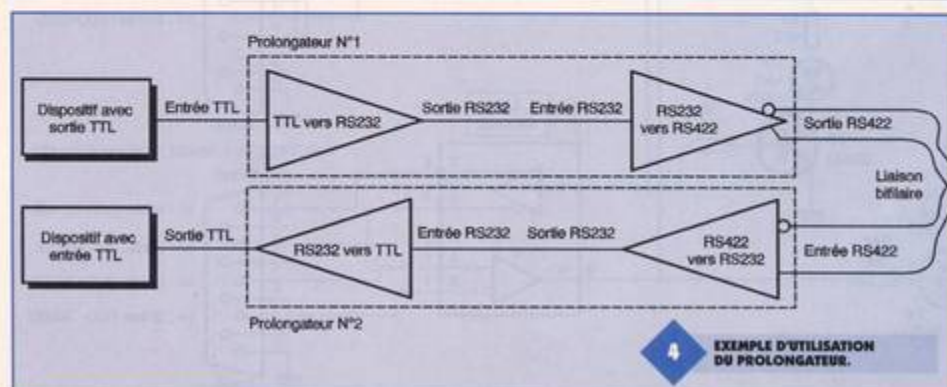 Prolongateur N°1
Dispositif avec
sortie TTL
Entrée TTL
TTL vers RS232
Sortie RS232
Entrée RS232
RS232
vers RS422
Sortie RS422
Liaison
bifilaire
Dispositif avec
entrée TTL
Sortie TTL
RS232 vers TTL
Entrée RS232
Sortie RS232
RS422
vers RS232
Entrée RS422
Prolongateur N°2
4
EXEMPLE D'UTILISATION
DU PROLONGATEUR.